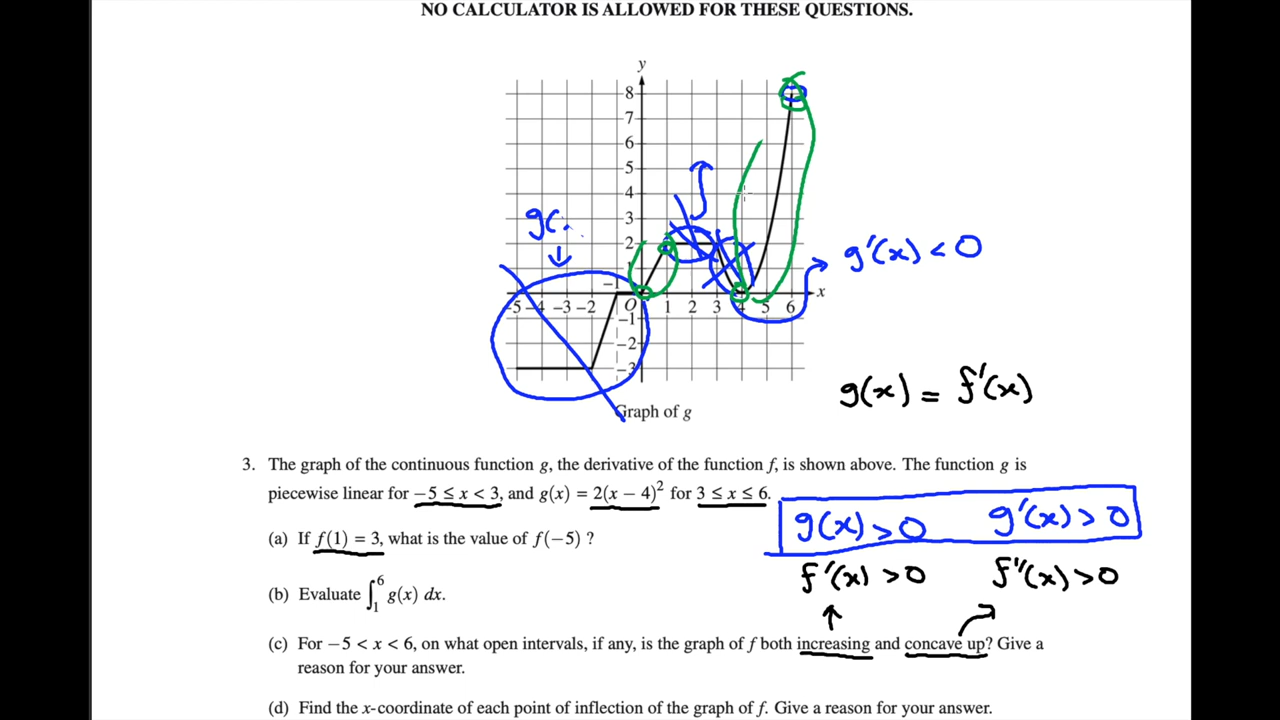 NO CALCULATOR IS ALLOWED FOR THESE QUESTIONS.
y
8
7
6
5
4
3
2
1
g(.
g'(x) < 0
-5 -4 -3 -2 -1 O 1 2 3 4 5 6 x
-1
-2
-3
g(x) = f'(x)
Graph of g
3. The graph of the continuous function g, the derivative of the function f, is shown above. The function g is
piecewise linear for −5 ≤ x < 3, and g(x) = 2(x − 4)² for 3 ≤ x ≤ 6.
g(x) > 0 g'(x) > 0
(a) If f(1) = 3, what is the value of f(−5) ?
f'(x) > 0 f''(x) > 0
(b) Evaluate ∫₁⁶ g(x) dx.
(c) For −5 < x < 6, on what open intervals, if any, is the graph of f both increasing and concave up? Give a
reason for your answer.
(d) Find the x-coordinate of each point of inflection of the graph of f. Give a reason for your answer.